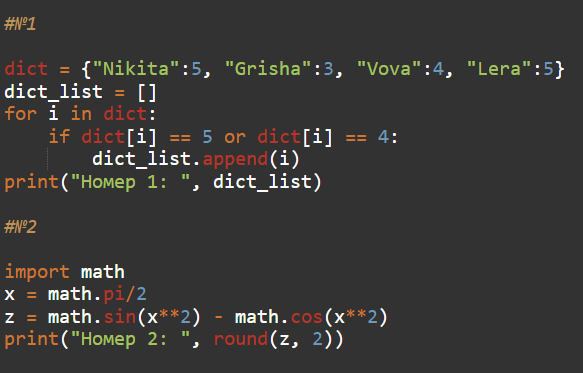 #№1
dict = {"Nikita":5, "Grisha":3, "Vova":4, "Lera":5}
dict_list = []
for i in dict:
    if dict[i] == 5 or dict[i] == 4:
        dict_list.append(i)
print("Номер 1: ", dict_list)
#№2
import math
x = math.pi/2
z = math.sin(x**2) - math.cos(x**2)
print("Номер 2: ", round(z, 2))